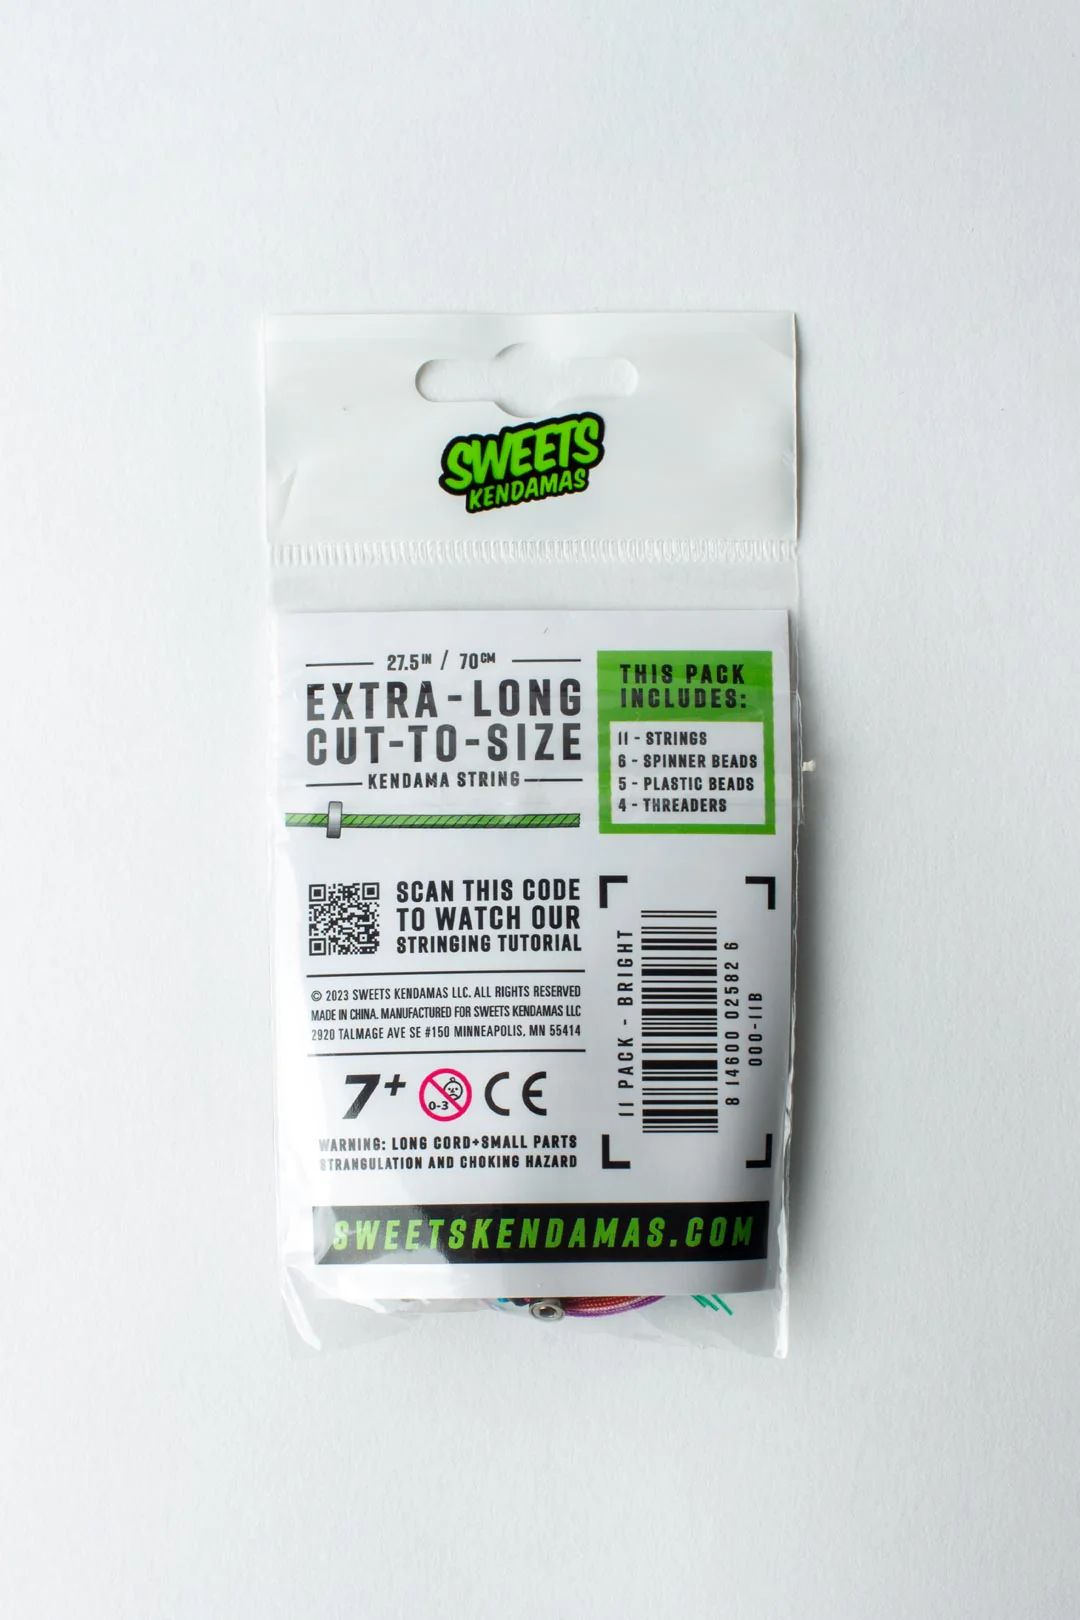 SWEETS
KENDAMAS
27.5IN / 70CM
EXTRA-LONG
CUT-TO-SIZE
KENDAMA STRING
THIS PACK
INCLUDES:
11 - STRINGS
6 - SPINNER BEADS
5 - PLASTIC BEADS
4 - THREADERS
SCAN THIS CODE
TO WATCH OUR
STRINGING TUTORIAL
© 2023 SWEETS KENDAMAS LLC. ALL RIGHTS RESERVED
MADE IN CHINA. MANUFACTURED FOR SWEETS KENDAMAS LLC
2920 TALMAGE AVE SE #150 MINNEAPOLIS, MN 55414
7+
0-3
CE
WARNING: LONG CORD+SMALL PARTS
STRANGULATION AND CHOKING HAZARD
11 PACK - BRIGHT
8 14600 02582 6
000-11B
SWEETSKENDAMAS.COM